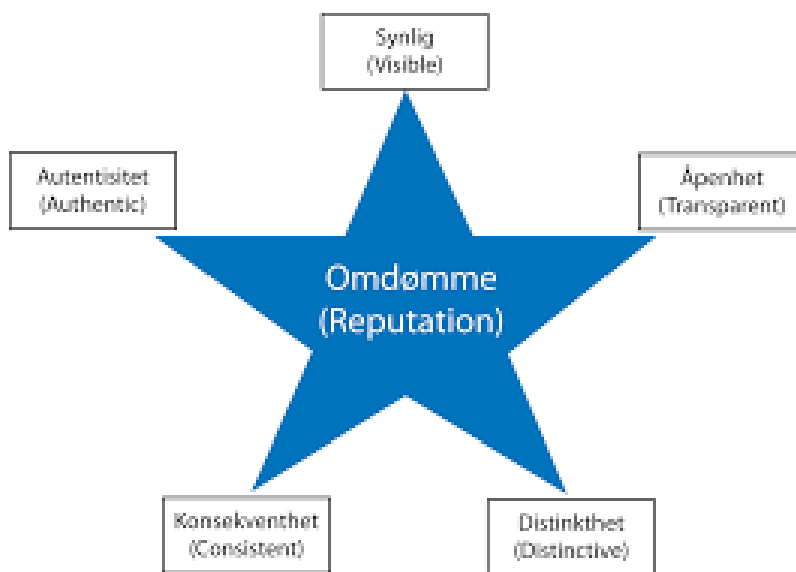 Synlig
(Visible)
Autentisitet
(Authentic)
Åpenhet
(Transparent)
Omdømme
(Reputation)
Konsekventhet
(Consistent)
Distinkthet
(Distinctive)